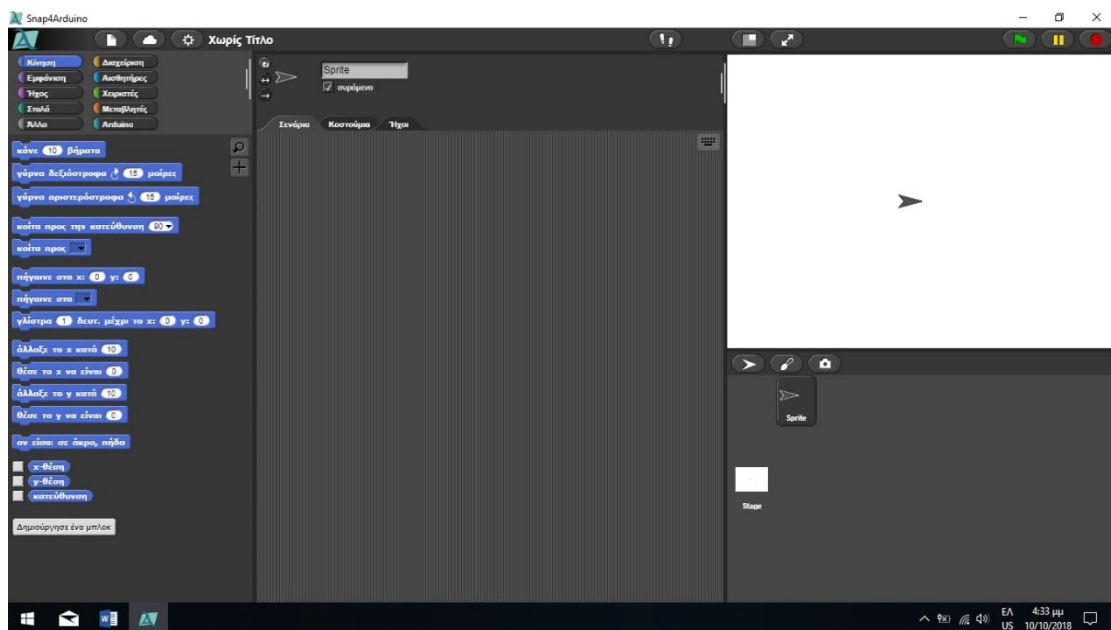 Snap4Arduino
Χωρίς Τίτλο
Κίνηση Διαχείριση
Εμφάνιση Αισθητήρες
Ήχος Χειριστές
Στυλό Μεταβλητές
Άλλο Arduino
κάνε 10 βήματα
γύρνα δεξιόστροφα 15 μοίρες
γύρνα αριστερόστροφα 15 μοίρες
κοίτα προς την κατεύθυνση 90
κοίτα προς
πήγαινε στο x: 0 y: 0
πήγαινε στο
γλίστρα 1 δευτ. μέχρι το x: 0 y: 0
άλλαξε το x κατά 10
θέσε το x να είναι 0
άλλαξε το y κατά 10
θέσε το y να είναι 0
αν είσαι σε άκρο, πήδα
x-θέση
y-θέση
κατεύθυνση
Δημιούργησε ένα μπλοκ
Sprite
συρόμενο
Σενάρια Κοστούμια Ήχοι
Sprite
Stage
ΕΛ 4:33 μμ
US 10/10/2018